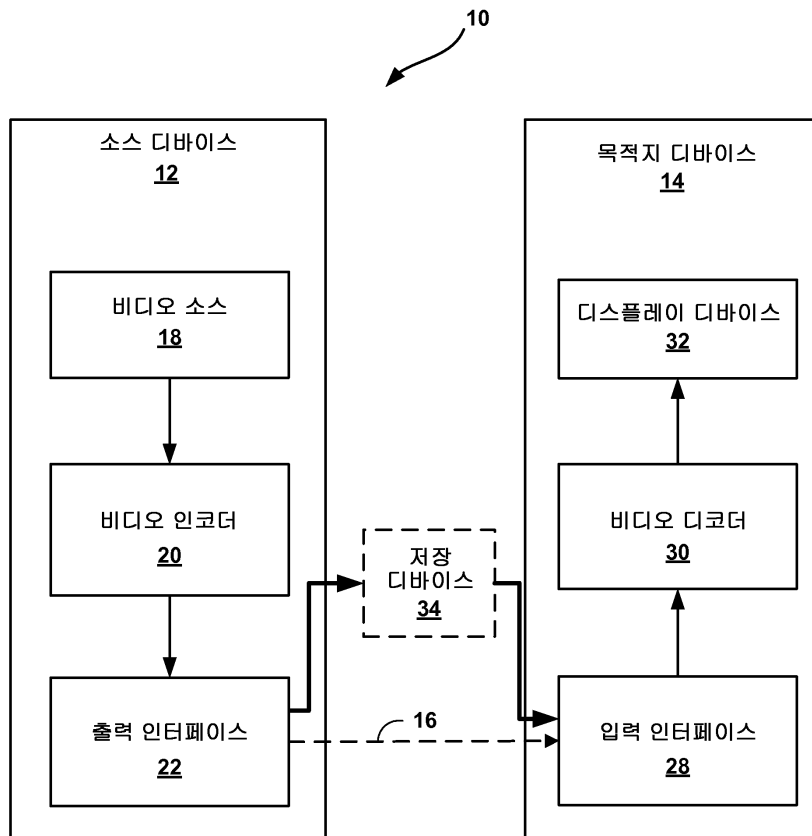 10
소스 디바이스
12
비디오 소스
18
비디오 인코더
20
출력 인터페이스
22
저장
디바이스
34
16
목적지 디바이스
14
디스플레이 디바이스
32
비디오 디코더
30
입력 인터페이스
28